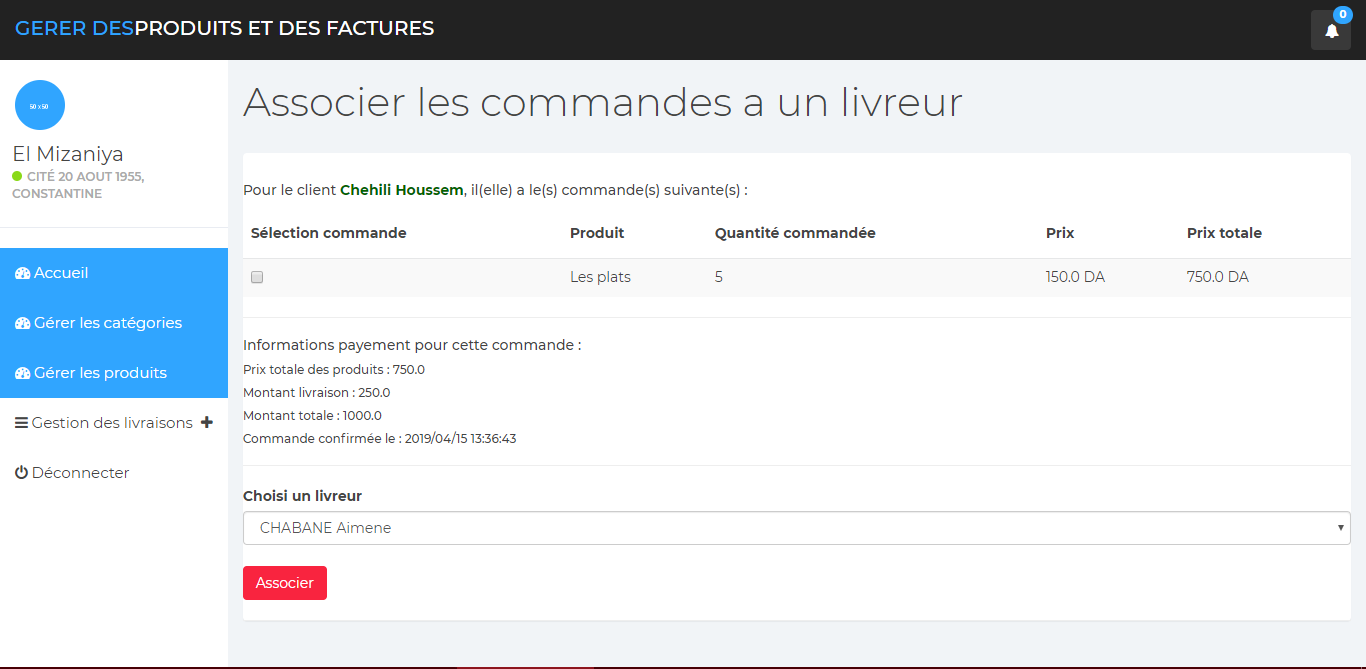 GERER DESPRODUITS ET DES FACTURES
0
50 x 50
El Mizaniya
CITÉ 20 AOUT 1955,
CONSTANTINE
Accueil
Gérer les catégories
Gérer les produits
Gestion des livraisons
Déconnecter
Associer les commandes a un livreur
Pour le client Chehili Houssem, il(elle) a le(s) commande(s) suivante(s) :
Sélection commande Produit Quantité commandée Prix Prix totale
Les plats 5 150.0 DA 750.0 DA
Informations payement pour cette commande :
Prix totale des produits : 750.0
Montant livraison : 250.0
Montant totale : 1000.0
Commande confirmée le : 2019/04/15 13:36:43
Choisi un livreur
CHABANE Aimene
Associer